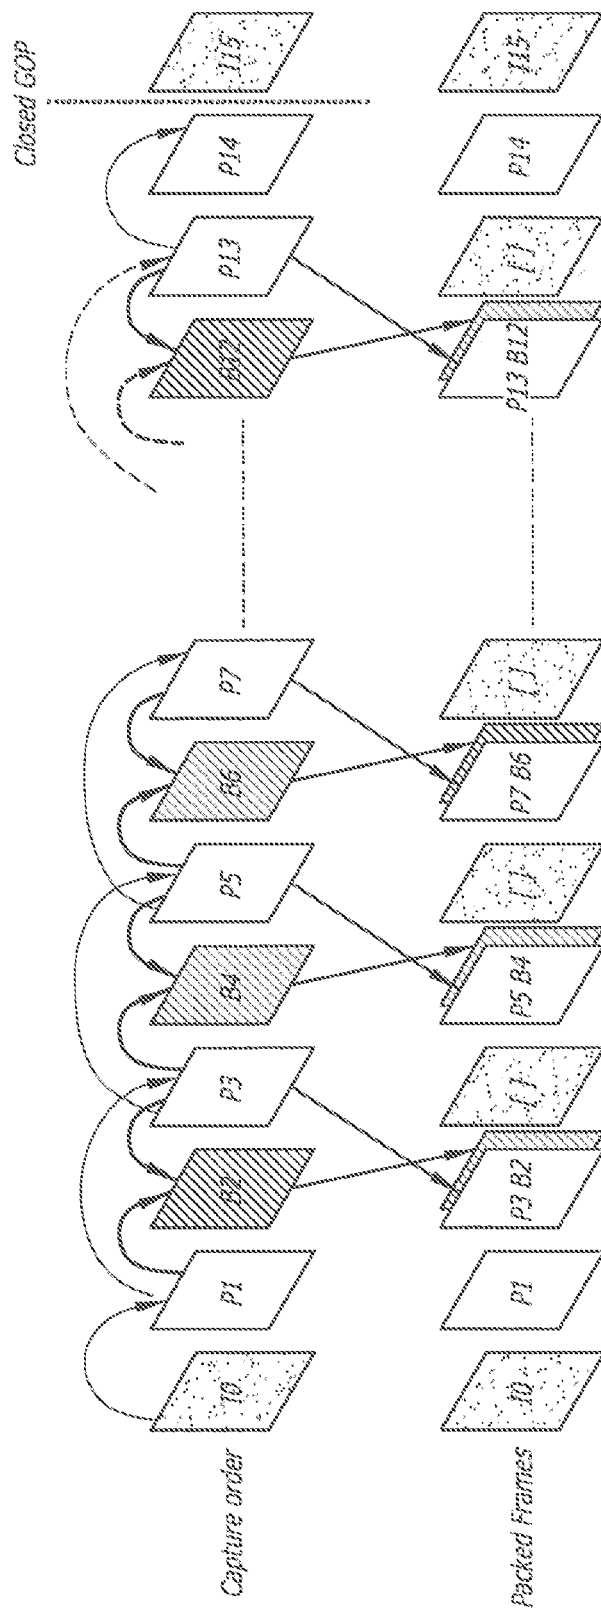 Closed GOP
Capture order
I0
P1
B2
P3
B4
P5
B6
P7
B12
P13
P14
I15
Packed Frames
I0
P1
P3 B2
[ ]
P5 B4
[ ]
P7 B6
[ ]
P13 B12
[ ]
P14
I15